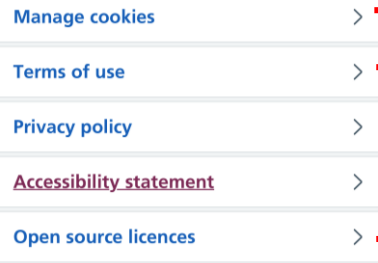 Manage cookies
Terms of use
Privacy policy
Accessibility statement
Open source licences